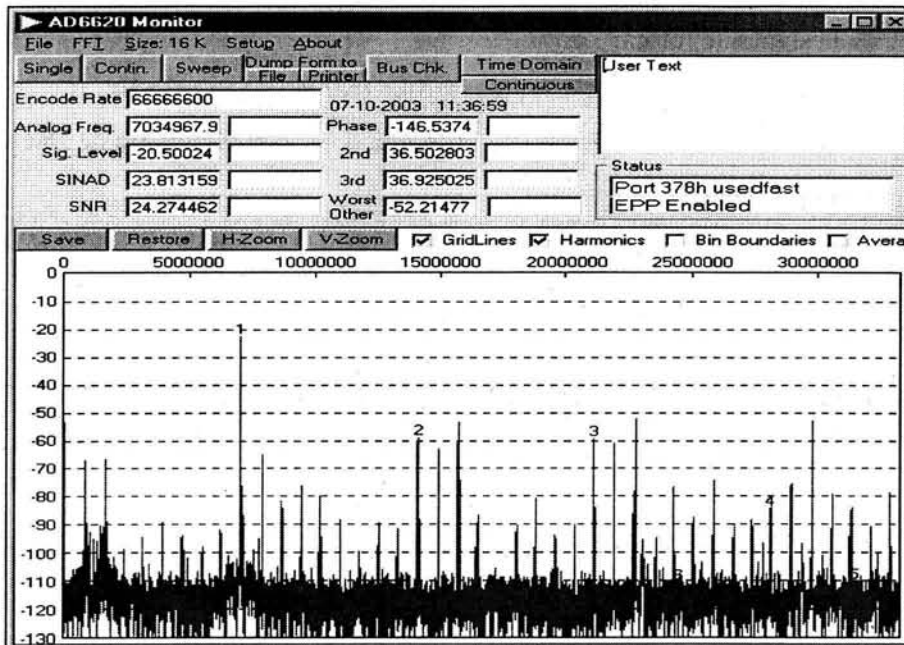 AD6620 Monitor
File FFT Size: 16 K Setup About
Single Contin. Sweep Dump Form to File Printer Bus Chk. Time Domain Continuous
User Text
Encode Rate 66666600 07-10-2003 11:36:59
Analog Freq. 7034967.9 Phase -146.5374
Sig. Level -20.50024 2nd 36.502803
SINAD 23.813159 3rd 36.925025
SNR 24.274462 Worst Other -52.21477
Status
Port 378h usedfast
EPP Enabled
Save Restore H-Zoom V-Zoom GridLines Harmonics Bin Boundaries Avera
0 5000000 10000000 15000000 20000000 25000000 30000000
0
-10
-20
1
-30
-40
-50
2 3
-60
-70
-80
4
-90
-100
-110
-120
-130